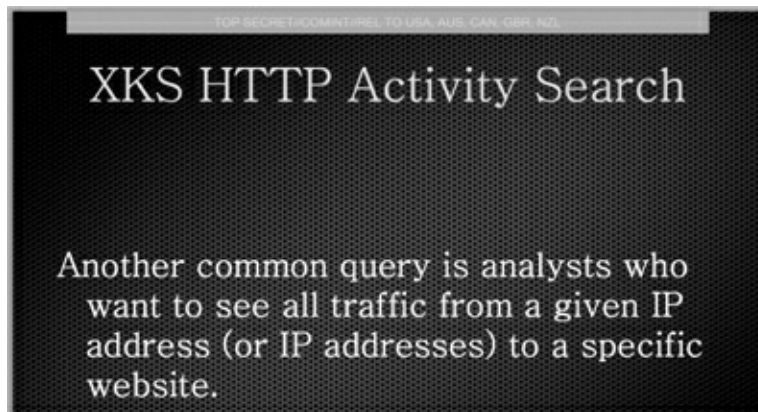 TOP SECRET//COMINT//REL TO USA, AUS, CAN, GBR, NZL
XKS HTTP Activity Search
Another common query is analysts who
want to see all traffic from a given IP
address (or IP addresses) to a specific
website.